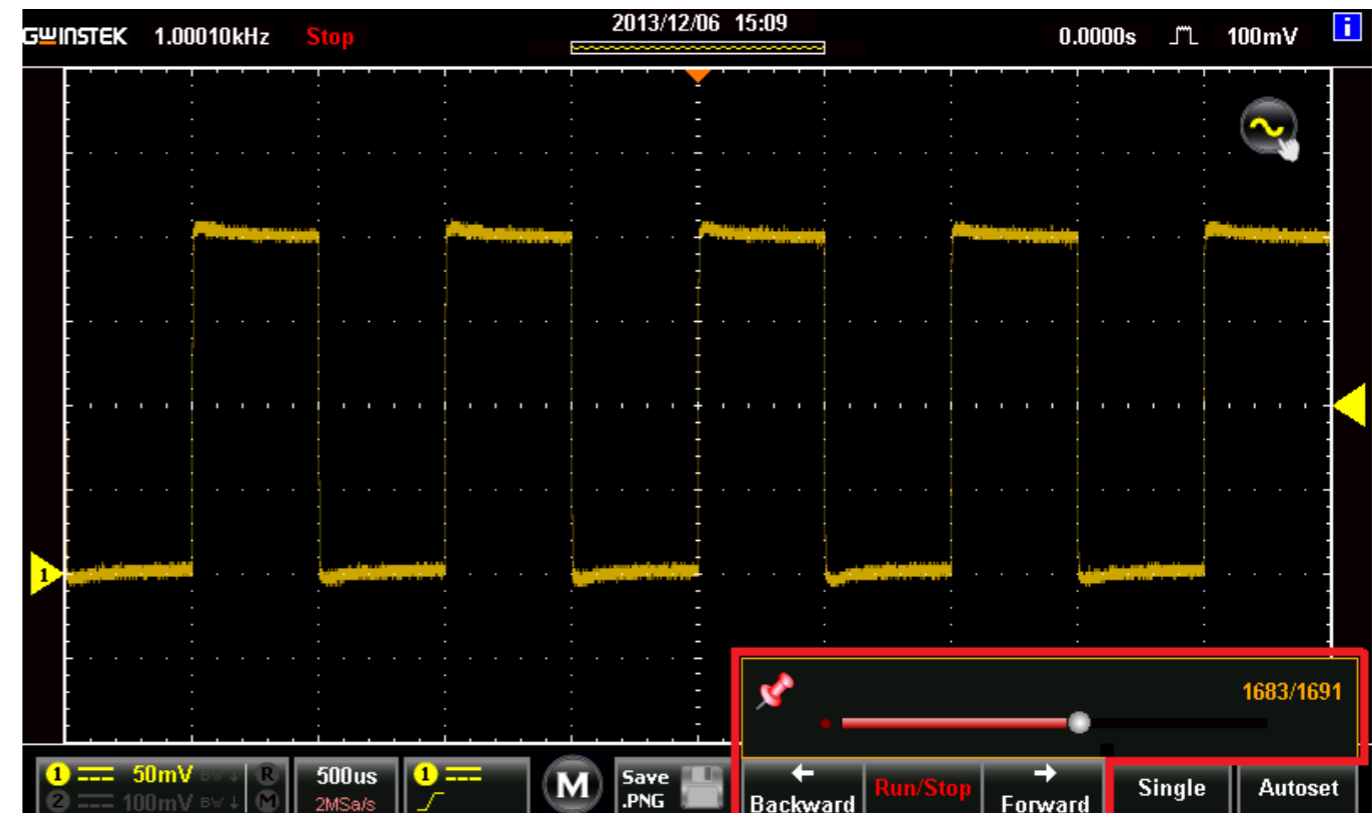 GWINSTEK 1.00010kHz Stop 2013/12/06 15:09 0.0000s 100mV i
1
1683/1691
1 50mV BW R 500us 1 M Save Backward Run/Stop Forward Single Autoset
2 100mV BW M 2MSa/s .PNG